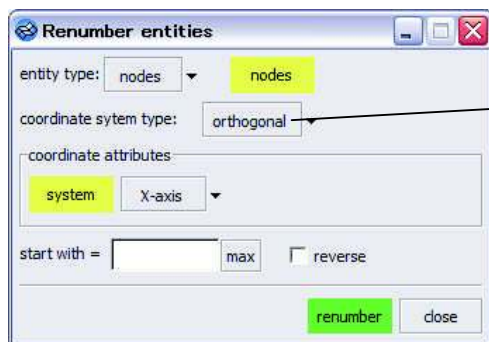 Renumber entities
entity type: nodes nodes
coordinate sytem type: orthogonal
coordinate attributes
system X-axis
start with = max reverse
renumber close